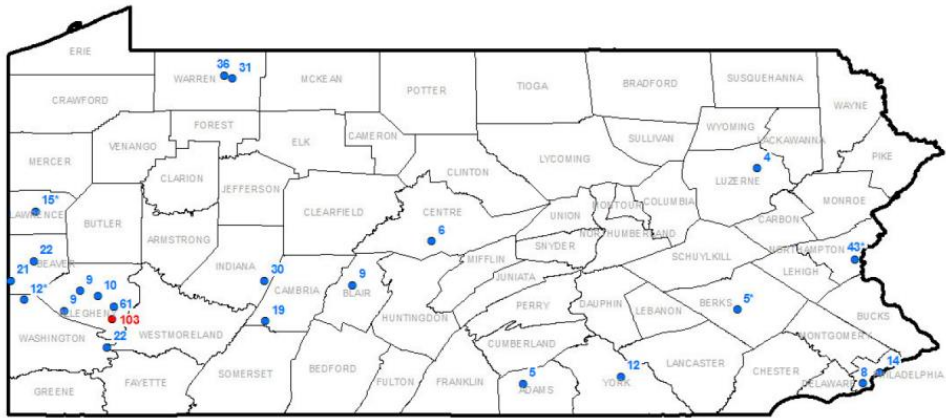 ERIE
WARREN
36
31
MCKEAN
POTTER
TIOGA
BRADFORD
SUSQUEHANNA
WAYNE
CRAWFORD
FOREST
WYOMING
LACKAWANNA
VENANGO
ELK
CAMERON
SULLIVAN
PIKE
MERCER
CLARION
LYCOMING
LUZERNE
4
JEFFERSON
CLINTON
15*
LAWRENCE
BUTLER
CLEARFIELD
CENTRE
6
UNION
MONTOUR
COLUMBIA
CARBON
MONROE
ARMSTRONG
NORTHUMBERLAND
SNYDER
22
BEAVER
NORTHAMPTON
43*
21
INDIANA
30
9
MIFFLIN
SCHUYLKILL
LEHIGH
12*
9
9
10
61
ALLEGHENY
103
CAMBRIA
BLAIR
JUNIATA
19
HUNTINGDON
PERRY
DAUPHIN
LEBANON
BERKS
5*
BUCKS
WASHINGTON
WESTMORELAND
22
CUMBERLAND
MONTGOMERY
GREENE
FAYETTE
SOMERSET
BEDFORD
FULTON
FRANKLIN
5
ADAMS
12
YORK
LANCASTER
CHESTER
DELAWARE
8
14
PHILADELPHIA